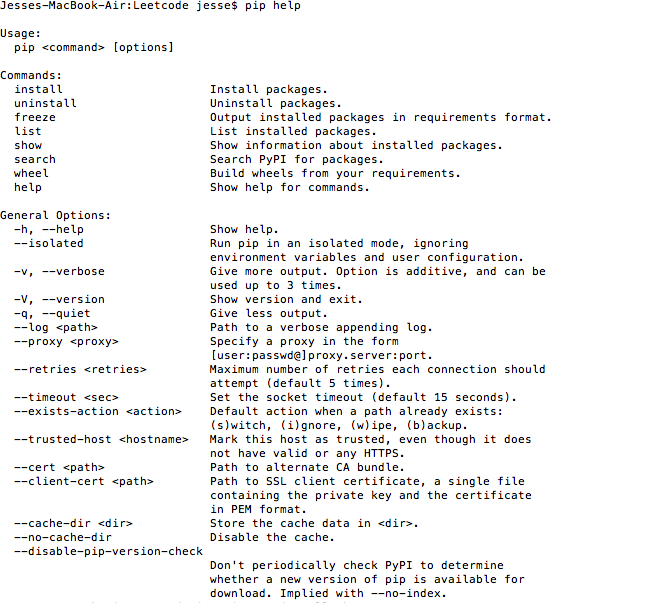 Jesses-MacBook-Air:Leetcode jesse$ pip help

Usage:
  pip <command> [options]

Commands:
  install                     Install packages.
  uninstall                   Uninstall packages.
  freeze                      Output installed packages in requirements format.
  list                        List installed packages.
  show                        Show information about installed packages.
  search                      Search PyPI for packages.
  wheel                       Build wheels from your requirements.
  help                        Show help for commands.

General Options:
  -h, --help                  Show help.
  --isolated                  Run pip in an isolated mode, ignoring
                              environment variables and user configuration.
  -v, --verbose               Give more output. Option is additive, and can be
                              used up to 3 times.
  -V, --version               Show version and exit.
  -q, --quiet                 Give less output.
  --log <path>                Path to a verbose appending log.
  --proxy <proxy>             Specify a proxy in the form
                              [user:passwd@]proxy.server:port.
  --retries <retries>         Maximum number of retries each connection should
                              attempt (default 5 times).
  --timeout <sec>             Set the socket timeout (default 15 seconds).
  --exists-action <action>    Default action when a path already exists:
                              (s)witch, (i)gnore, (w)ipe, (b)ackup.
  --trusted-host <hostname>   Mark this host as trusted, even though it does
                              not have valid or any HTTPS.
  --cert <path>               Path to alternate CA bundle.
  --client-cert <path>        Path to SSL client certificate, a single file
                              containing the private key and the certificate
                              in PEM format.
  --cache-dir <dir>           Store the cache data in <dir>.
  --no-cache-dir              Disable the cache.
  --disable-pip-version-check
                              Don't periodically check PyPI to determine
                              whether a new version of pip is available for
                              download. Implied with --no-index.